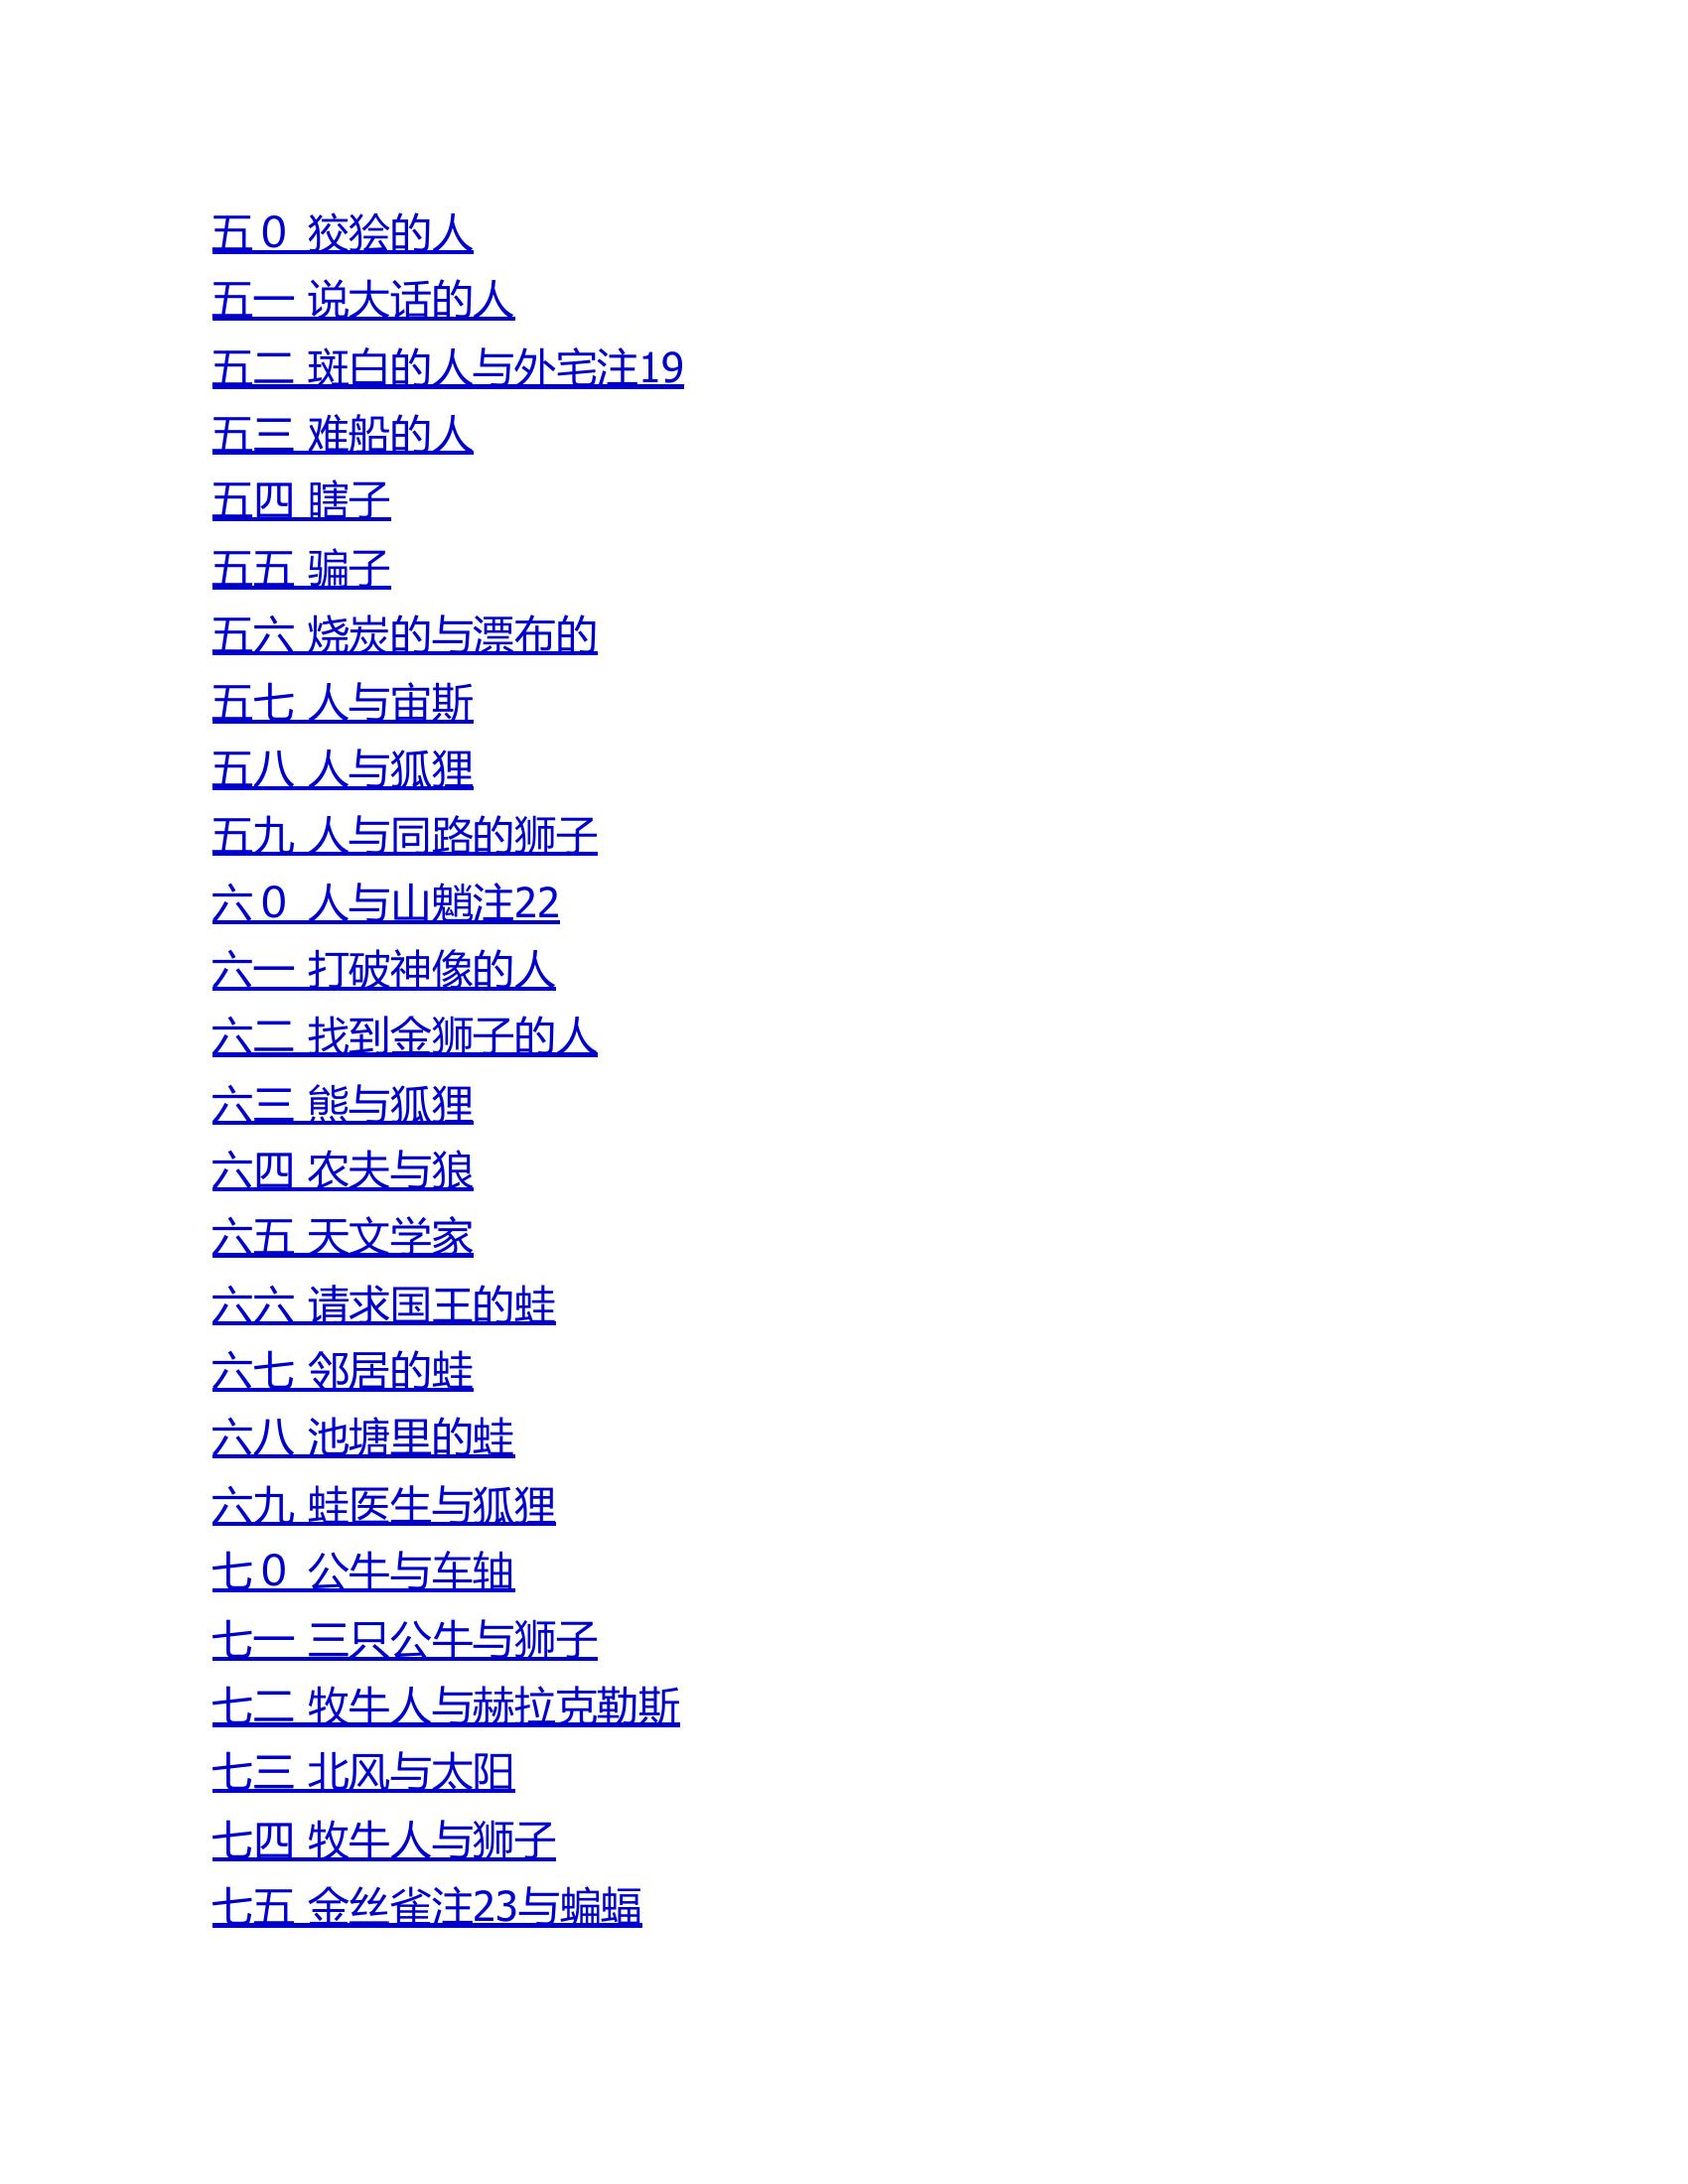 五０ 狡狯的人
五一 说大话的人
五二 斑白的人与外宅注19
五三 难船的人
五四 瞎子
五五 骗子
五六 烧炭的与漂布的
五七 人与宙斯
五八 人与狐狸
五九 人与同路的狮子
六０ 人与山魈注22
六一 打破神像的人
六二 找到金狮子的人
六三 熊与狐狸
六四 农夫与狼
六五 天文学家
六六 请求国王的蛙
六七 邻居的蛙
六八 池塘里的蛙
六九 蛙医生与狐狸
七０ 公牛与车轴
七一 三只公牛与狮子
七二 牧牛人与赫拉克勒斯
七三 北风与太阳
七四 牧牛人与狮子
七五 金丝雀注23与蝙蝠